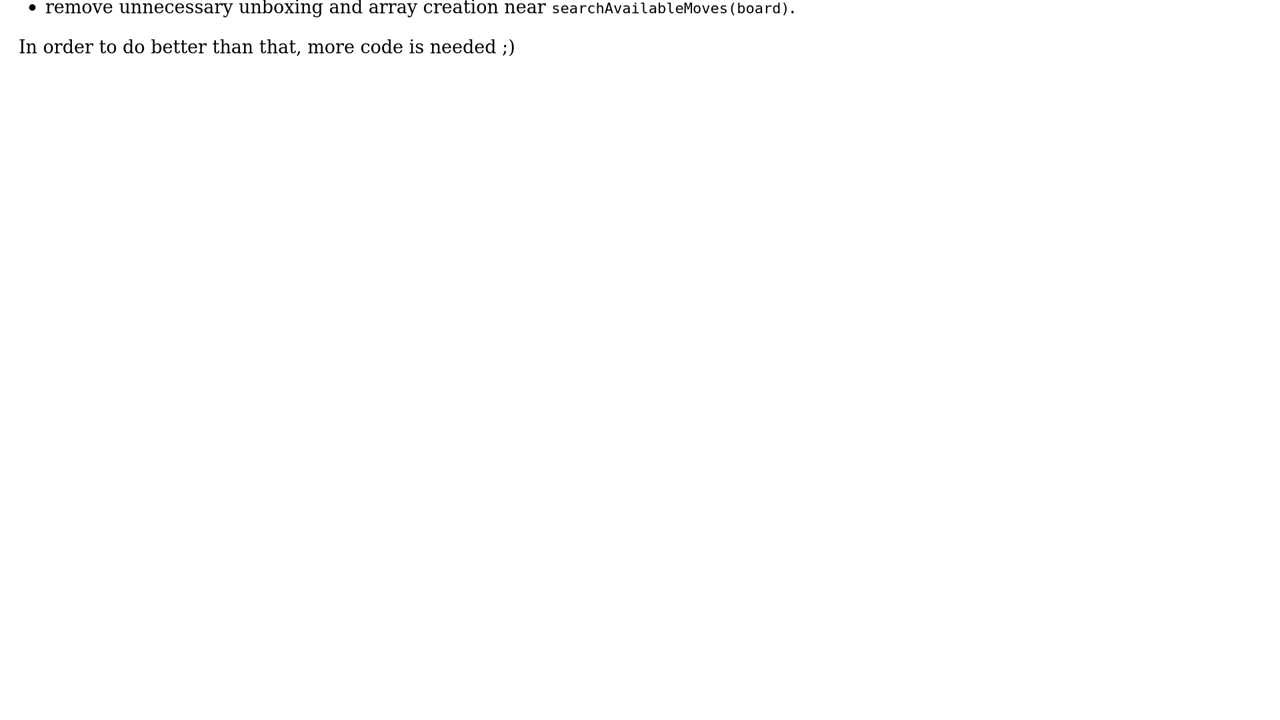 • remove unnecessary unboxing and array creation near searchAvailableMoves(board).
In order to do better than that, more code is needed ;)